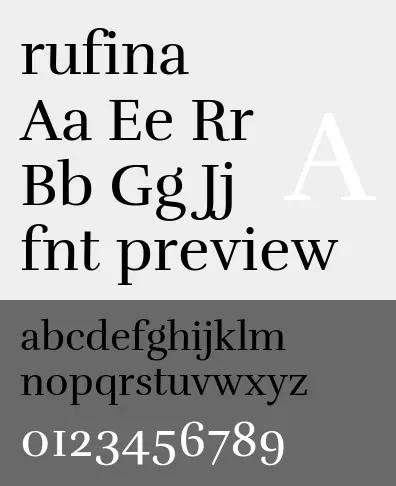 rufina
Aa Ee Rr
A
Bb Gg Jj
fnt preview
abcdefghijklm
nopqrstuvwxyz
0123456789